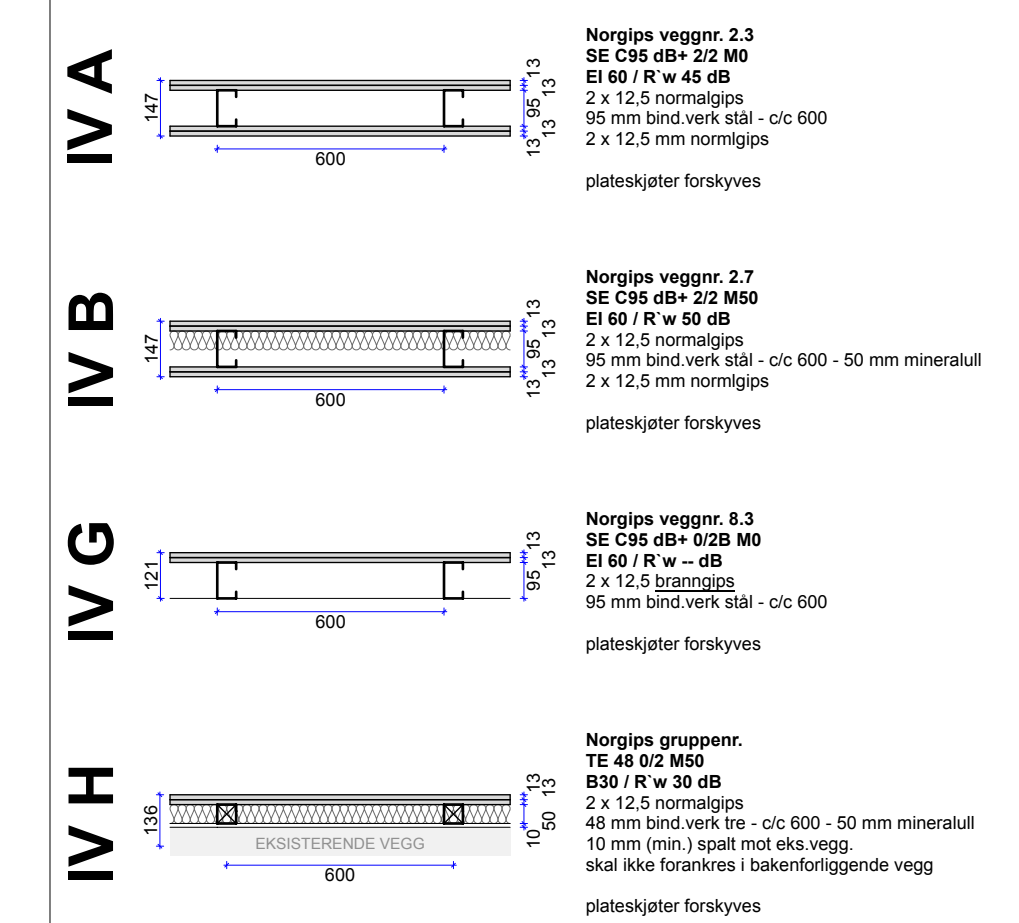 IV A
147
600
13
13
95
13
13
Norgips veggnr. 2.3
SE C95 dB+ 2/2 M0
EI 60 / R`w 45 dB
2 x 12,5 normalgips
95 mm bind.verk stål - c/c 600
2 x 12,5 mm normlgips
plateskjøter forskyves
IV B
147
600
13
13
95
13
13
Norgips veggnr. 2.7
SE C95 dB+ 2/2 M50
EI 60 / R`w 50 dB
2 x 12,5 normalgips
95 mm bind.verk stål - c/c 600 - 50 mm mineralull
2 x 12,5 mm normlgips
plateskjøter forskyves
IV G
121
600
13
13
95
Norgips veggnr. 8.3
SE C95 dB+ 0/2B M0
EI 60 / R`w -- dB
2 x 12,5 branngips
95 mm bind.verk stål - c/c 600
plateskjøter forskyves
IV H
136
EKSISTERENDE VEGG
600
13
13
50
10
Norgips gruppenr.
TE 48 0/2 M50
B30 / R`w 30 dB
2 x 12,5 normalgips
48 mm bind.verk tre - c/c 600 - 50 mm mineralull
10 mm (min.) spalt mot eks.vegg.
skal ikke forankres i bakenforliggende vegg
plateskjøter forskyves